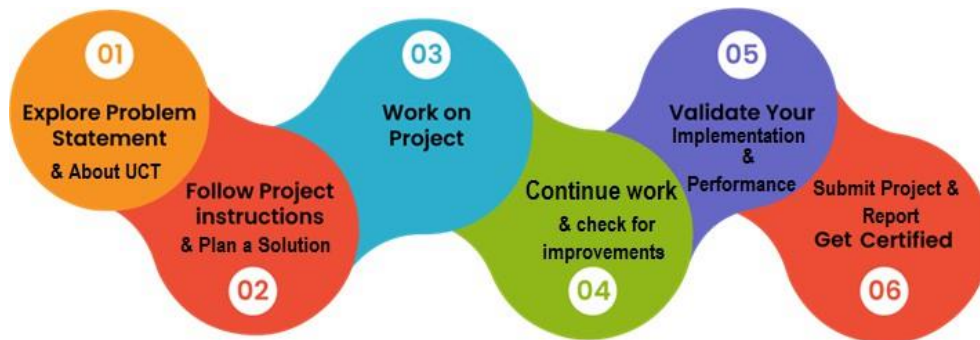 01
Explore Problem
Statement
& About UCT
Follow Project
instructions
& Plan a Solution
02
03
Work on
Project
Continue work
& check for
improvements
04
05
Validate Your
Implementation
&
Performance
Submit Project &
Report
Get Certified
06